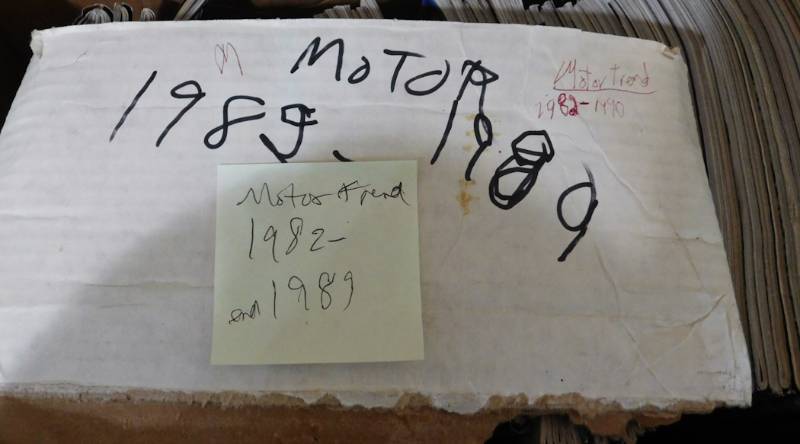 M
MOTOR
1985, 1989
Motor Trend
1982-1990
Motor Trend
1982-
end 1989